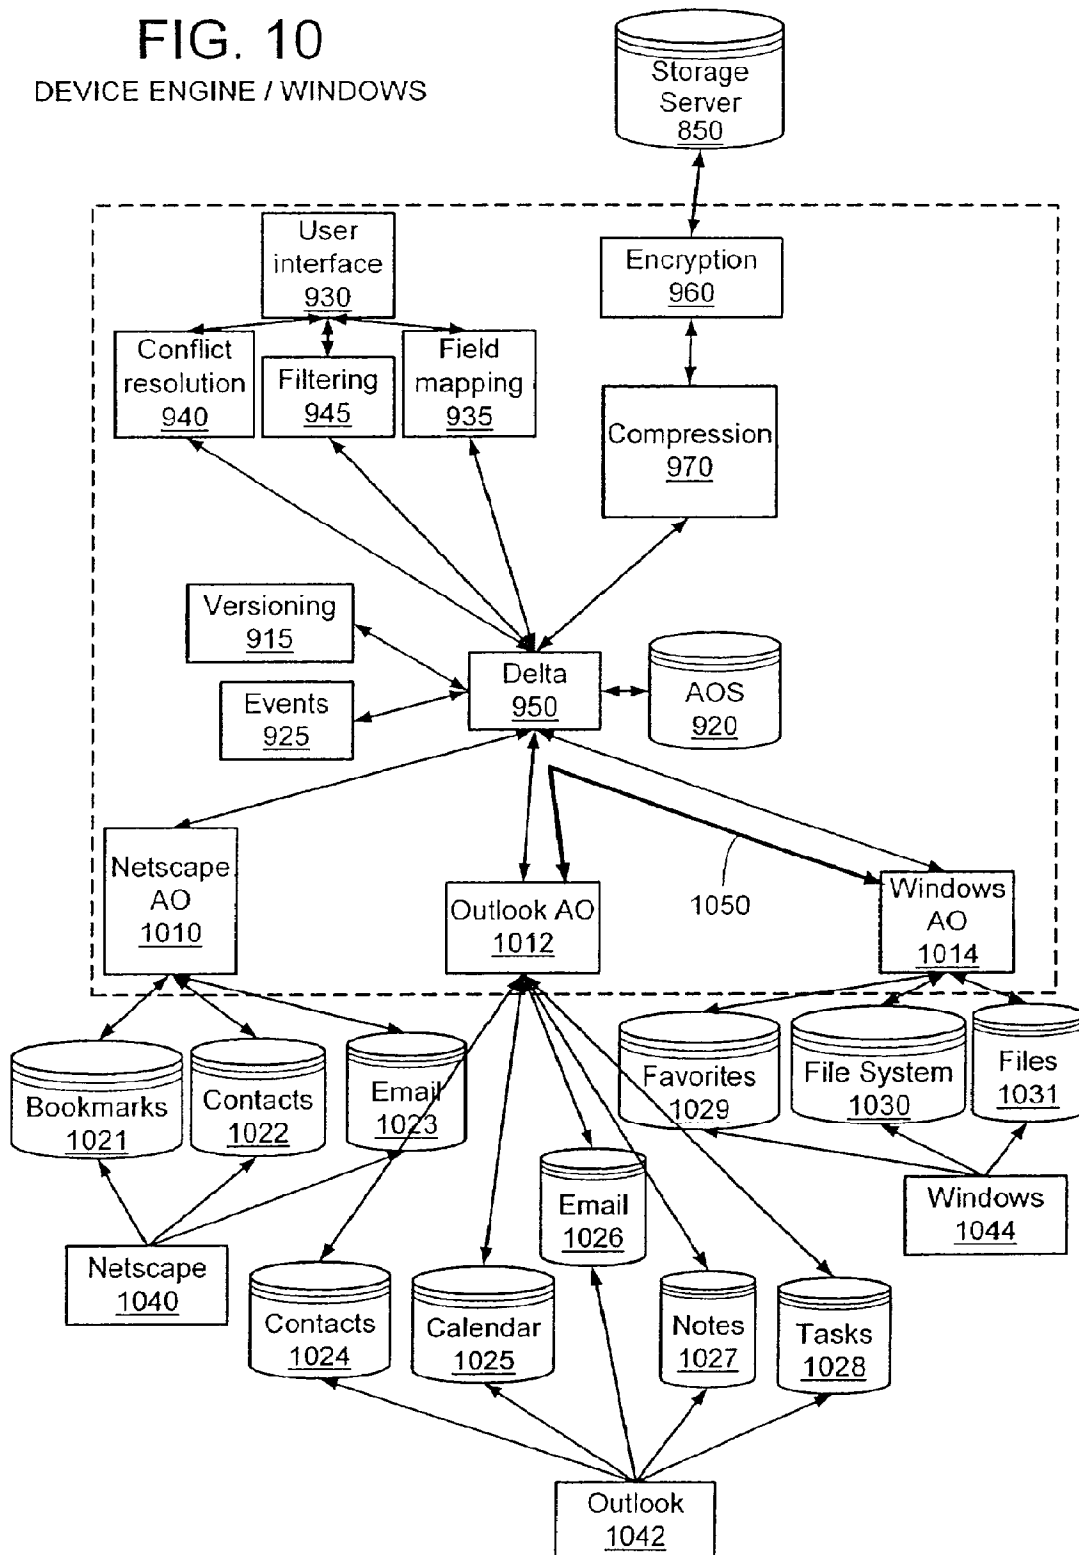 FIG. 10
DEVICE ENGINE / WINDOWS
Storage
Server
850
User
interface
930
Encryption
960
Conflict
resolution
940
Filtering
945
Field
mapping
935
Compression
970
Versioning
915
Events
925
Delta
950
AOS
920
Netscape
AO
1010
Outlook AO
1012
1050
Windows
AO
1014
Bookmarks
1021
Contacts
1022
Email
1023
Favorites
1029
File System
1030
Files
1031
Netscape
1040
Email
1026
Windows
1044
Contacts
1024
Calendar
1025
Notes
1027
Tasks
1028
Outlook
1042